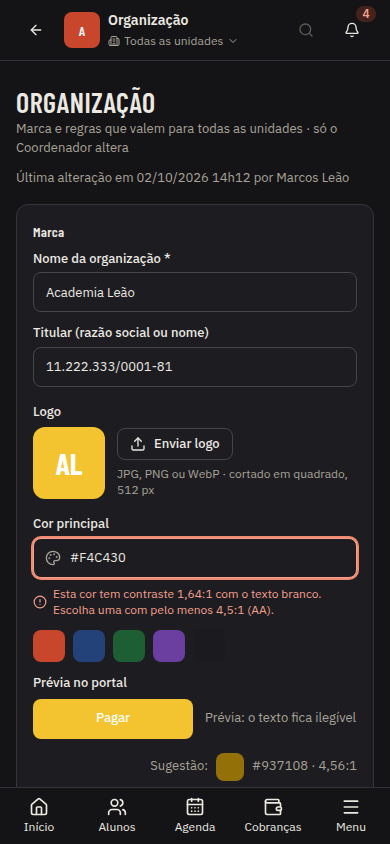 A
Organização
Todas as unidades
4
ORGANIZAÇÃO
Marca e regras que valem para todas as unidades · só o
Coordenador altera
Última alteração em 02/10/2026 14h12 por Marcos Leão
Marca
Nome da organização *
Academia Leão
Titular (razão social ou nome)
11.222.333/0001-81
Logo
AL
Enviar logo
JPG, PNG ou WebP · cortado em quadrado,
512 px
Cor principal
#F4C430
Esta cor tem contraste 1,64:1 com o texto branco.
Escolha uma com pelo menos 4,5:1 (AA).
Prévia no portal
Pagar
Prévia: o texto fica ilegível
Sugestão:
#937108 · 4,56:1
Início
Alunos
Agenda
Cobranças
Menu